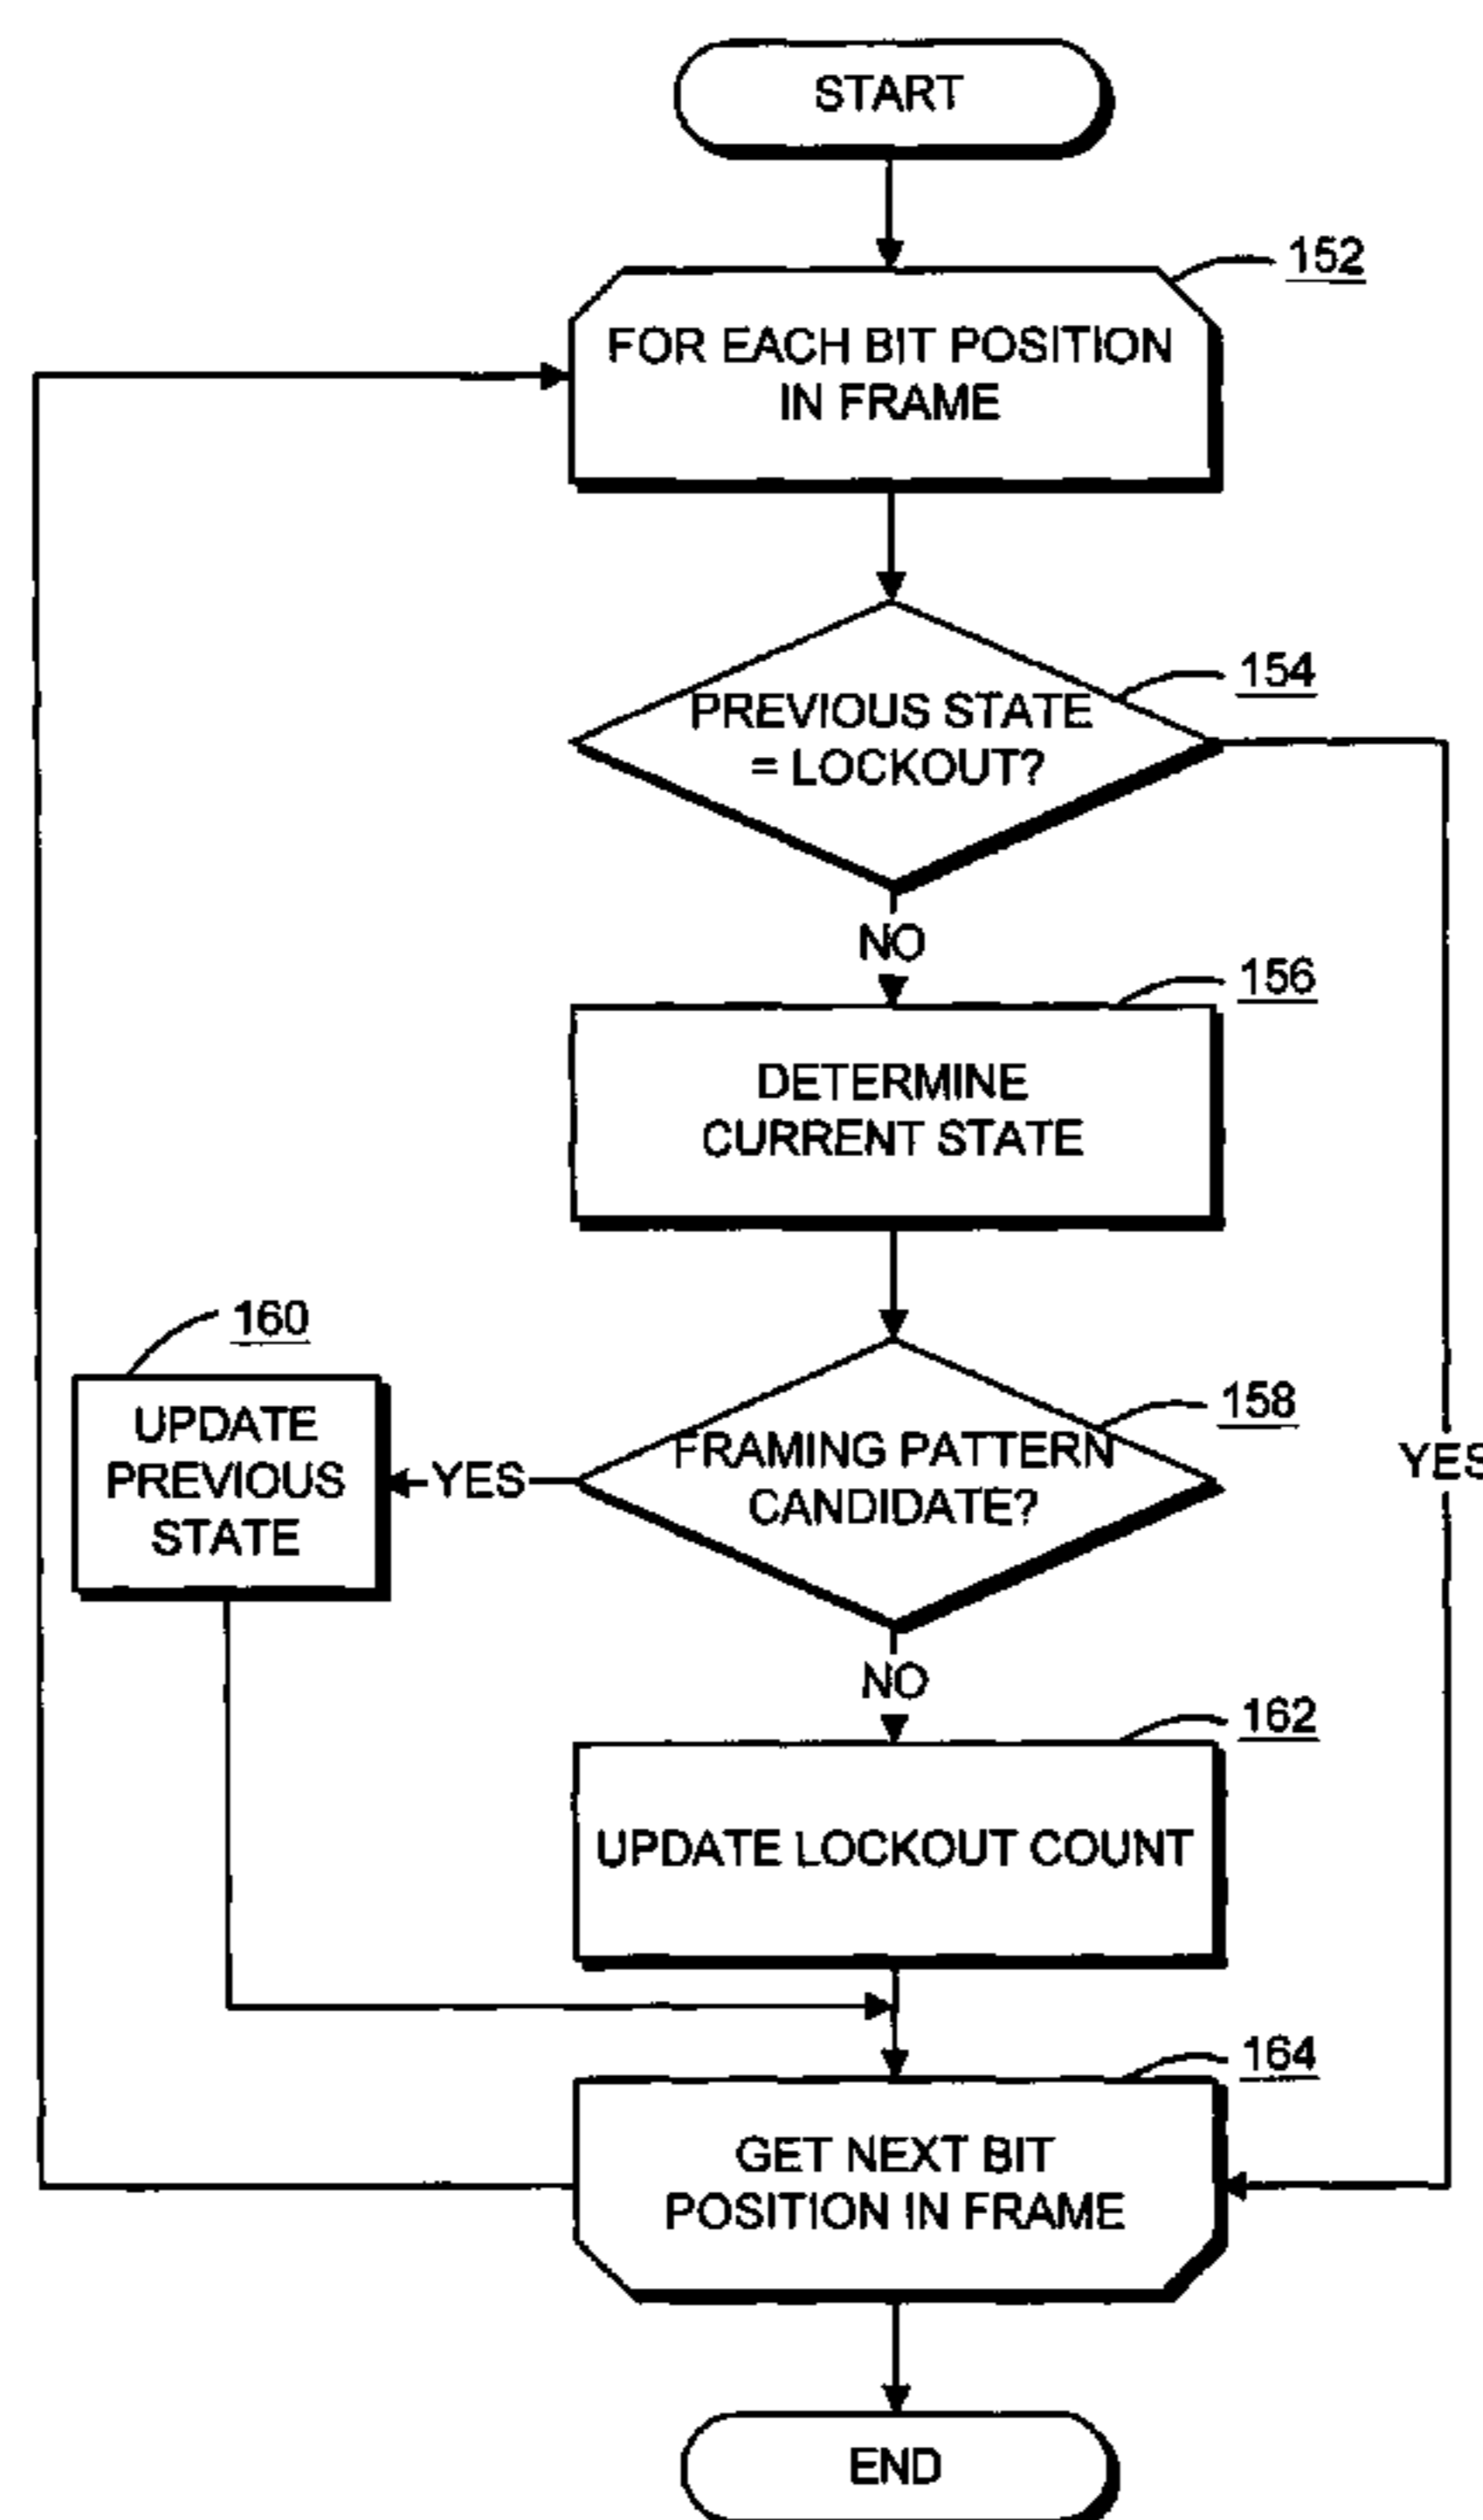 START
152
FOR EACH BIT POSITION
IN FRAME
154
PREVIOUS STATE
= LOCKOUT?
NO
156
DETERMINE
CURRENT STATE
160
UPDATE
PREVIOUS
STATE
158
FRAMING PATTERN
CANDIDATE?
YES
YES
NO
162
UPDATE LOCKOUT COUNT
164
GET NEXT BIT
POSITION IN FRAME
END